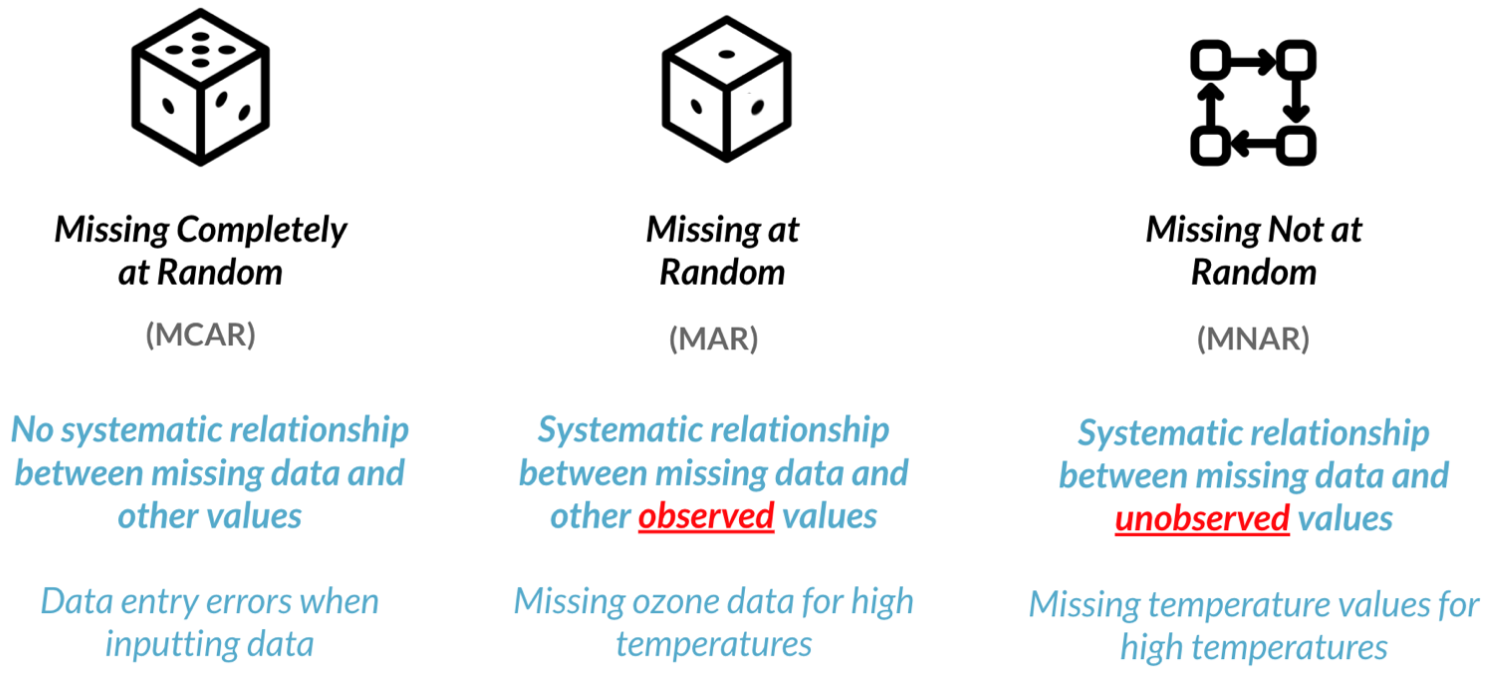 Missing Completely
at Random
(MCAR)
No systematic relationship
between missing data and
other values
Data entry errors when
inputting data
Missing at
Random
(MAR)
Systematic relationship
between missing data and
other observed values
Missing ozone data for high
temperatures
Missing Not at
Random
(MNAR)
Systematic relationship
between missing data and
unobserved values
Missing temperature values for
high temperatures